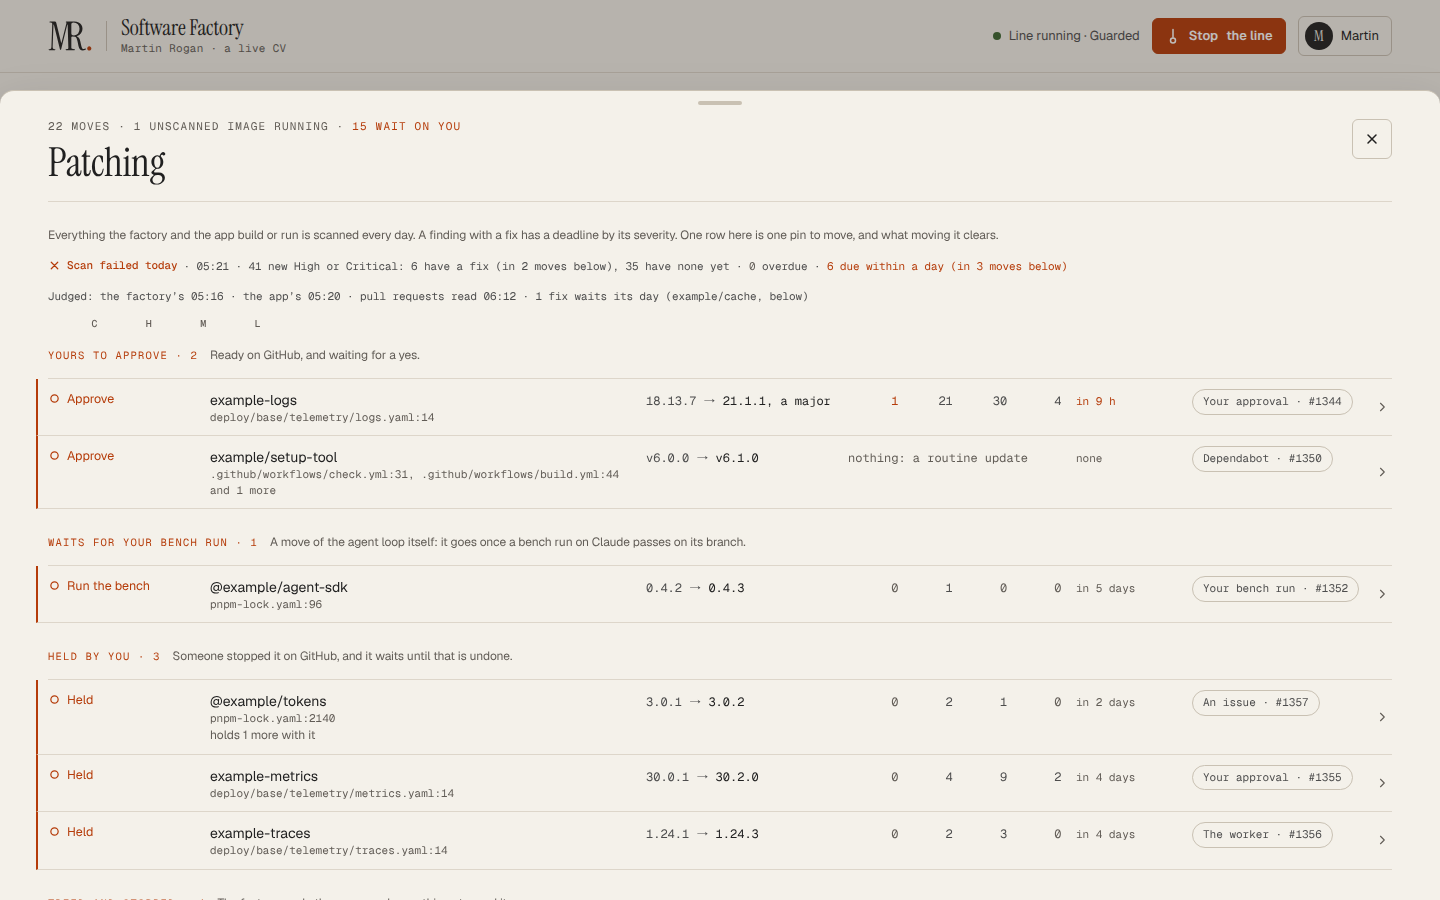 MR.
Software Factory
Martin Rogan · a live CV
Line running · Guarded
Stop the line
M
Martin
22 MOVES · 1 UNSCANNED IMAGE RUNNING · 15 WAIT ON YOU
Patching
Everything the factory and the app build or run is scanned every day. A finding with a fix has a deadline by its severity. One row here is one pin to move, and what moving it clears.
Scan failed today · 05:21 · 41 new High or Critical: 6 have a fix (in 2 moves below), 35 have none yet · 0 overdue · 6 due within a day (in 3 moves below)
Judged: the factory's 05:16 · the app's 05:20 · pull requests read 06:12 · 1 fix waits its day (example/cache, below)
C H M L
YOURS TO APPROVE · 2 Ready on GitHub, and waiting for a yes.
Approve example-logs 18.13.7 → 21.1.1, a major 1 21 30 4 in 9 h Your approval · #1344
deploy/base/telemetry/logs.yaml:14
Approve example/setup-tool v6.0.0 → v6.1.0 nothing: a routine update none Dependabot · #1350
.github/workflows/check.yml:31, .github/workflows/build.yml:44
and 1 more
WAITS FOR YOUR BENCH RUN · 1 A move of the agent loop itself: it goes once a bench run on Claude passes on its branch.
Run the bench @example/agent-sdk 0.4.2 → 0.4.3 0 1 0 0 in 5 days Your bench run · #1352
pnpm-lock.yaml:96
HELD BY YOU · 3 Someone stopped it on GitHub, and it waits until that is undone.
Held @example/tokens 3.0.1 → 3.0.2 0 2 1 0 in 2 days An issue · #1357
pnpm-lock.yaml:2140
holds 1 more with it
Held example-metrics 30.0.1 → 30.2.0 0 4 9 2 in 4 days Your approval · #1355
deploy/base/telemetry/metrics.yaml:14
Held example-traces 1.24.1 → 1.24.3 0 2 3 0 in 4 days The worker · #1356
deploy/base/telemetry/traces.yaml:14